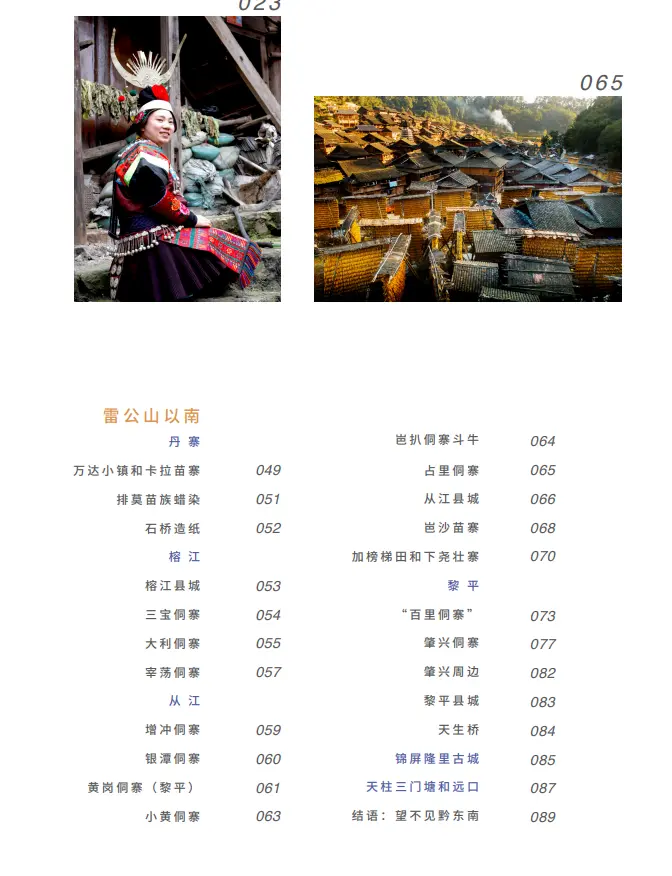 023
065
雷公山以南
丹 寨
万达小镇和卡拉苗寨 049
排莫苗族蜡染 051
石桥造纸 052
榕 江
榕江县城 053
三宝侗寨 054
大利侗寨 055
宰荡侗寨 057
从 江
增冲侗寨 059
银潭侗寨 060
黄岗侗寨（黎平） 061
小黄侗寨 063
岜扒侗寨斗牛 064
占里侗寨 065
从江县城 066
岜沙苗寨 068
加榜梯田和下尧壮寨 070
黎 平
“百里侗寨” 073
肇兴侗寨 077
肇兴周边 082
黎平县城 083
天生桥 084
锦屏隆里古城 085
天柱三门塘和远口 087
结语：望不见黔东南 089